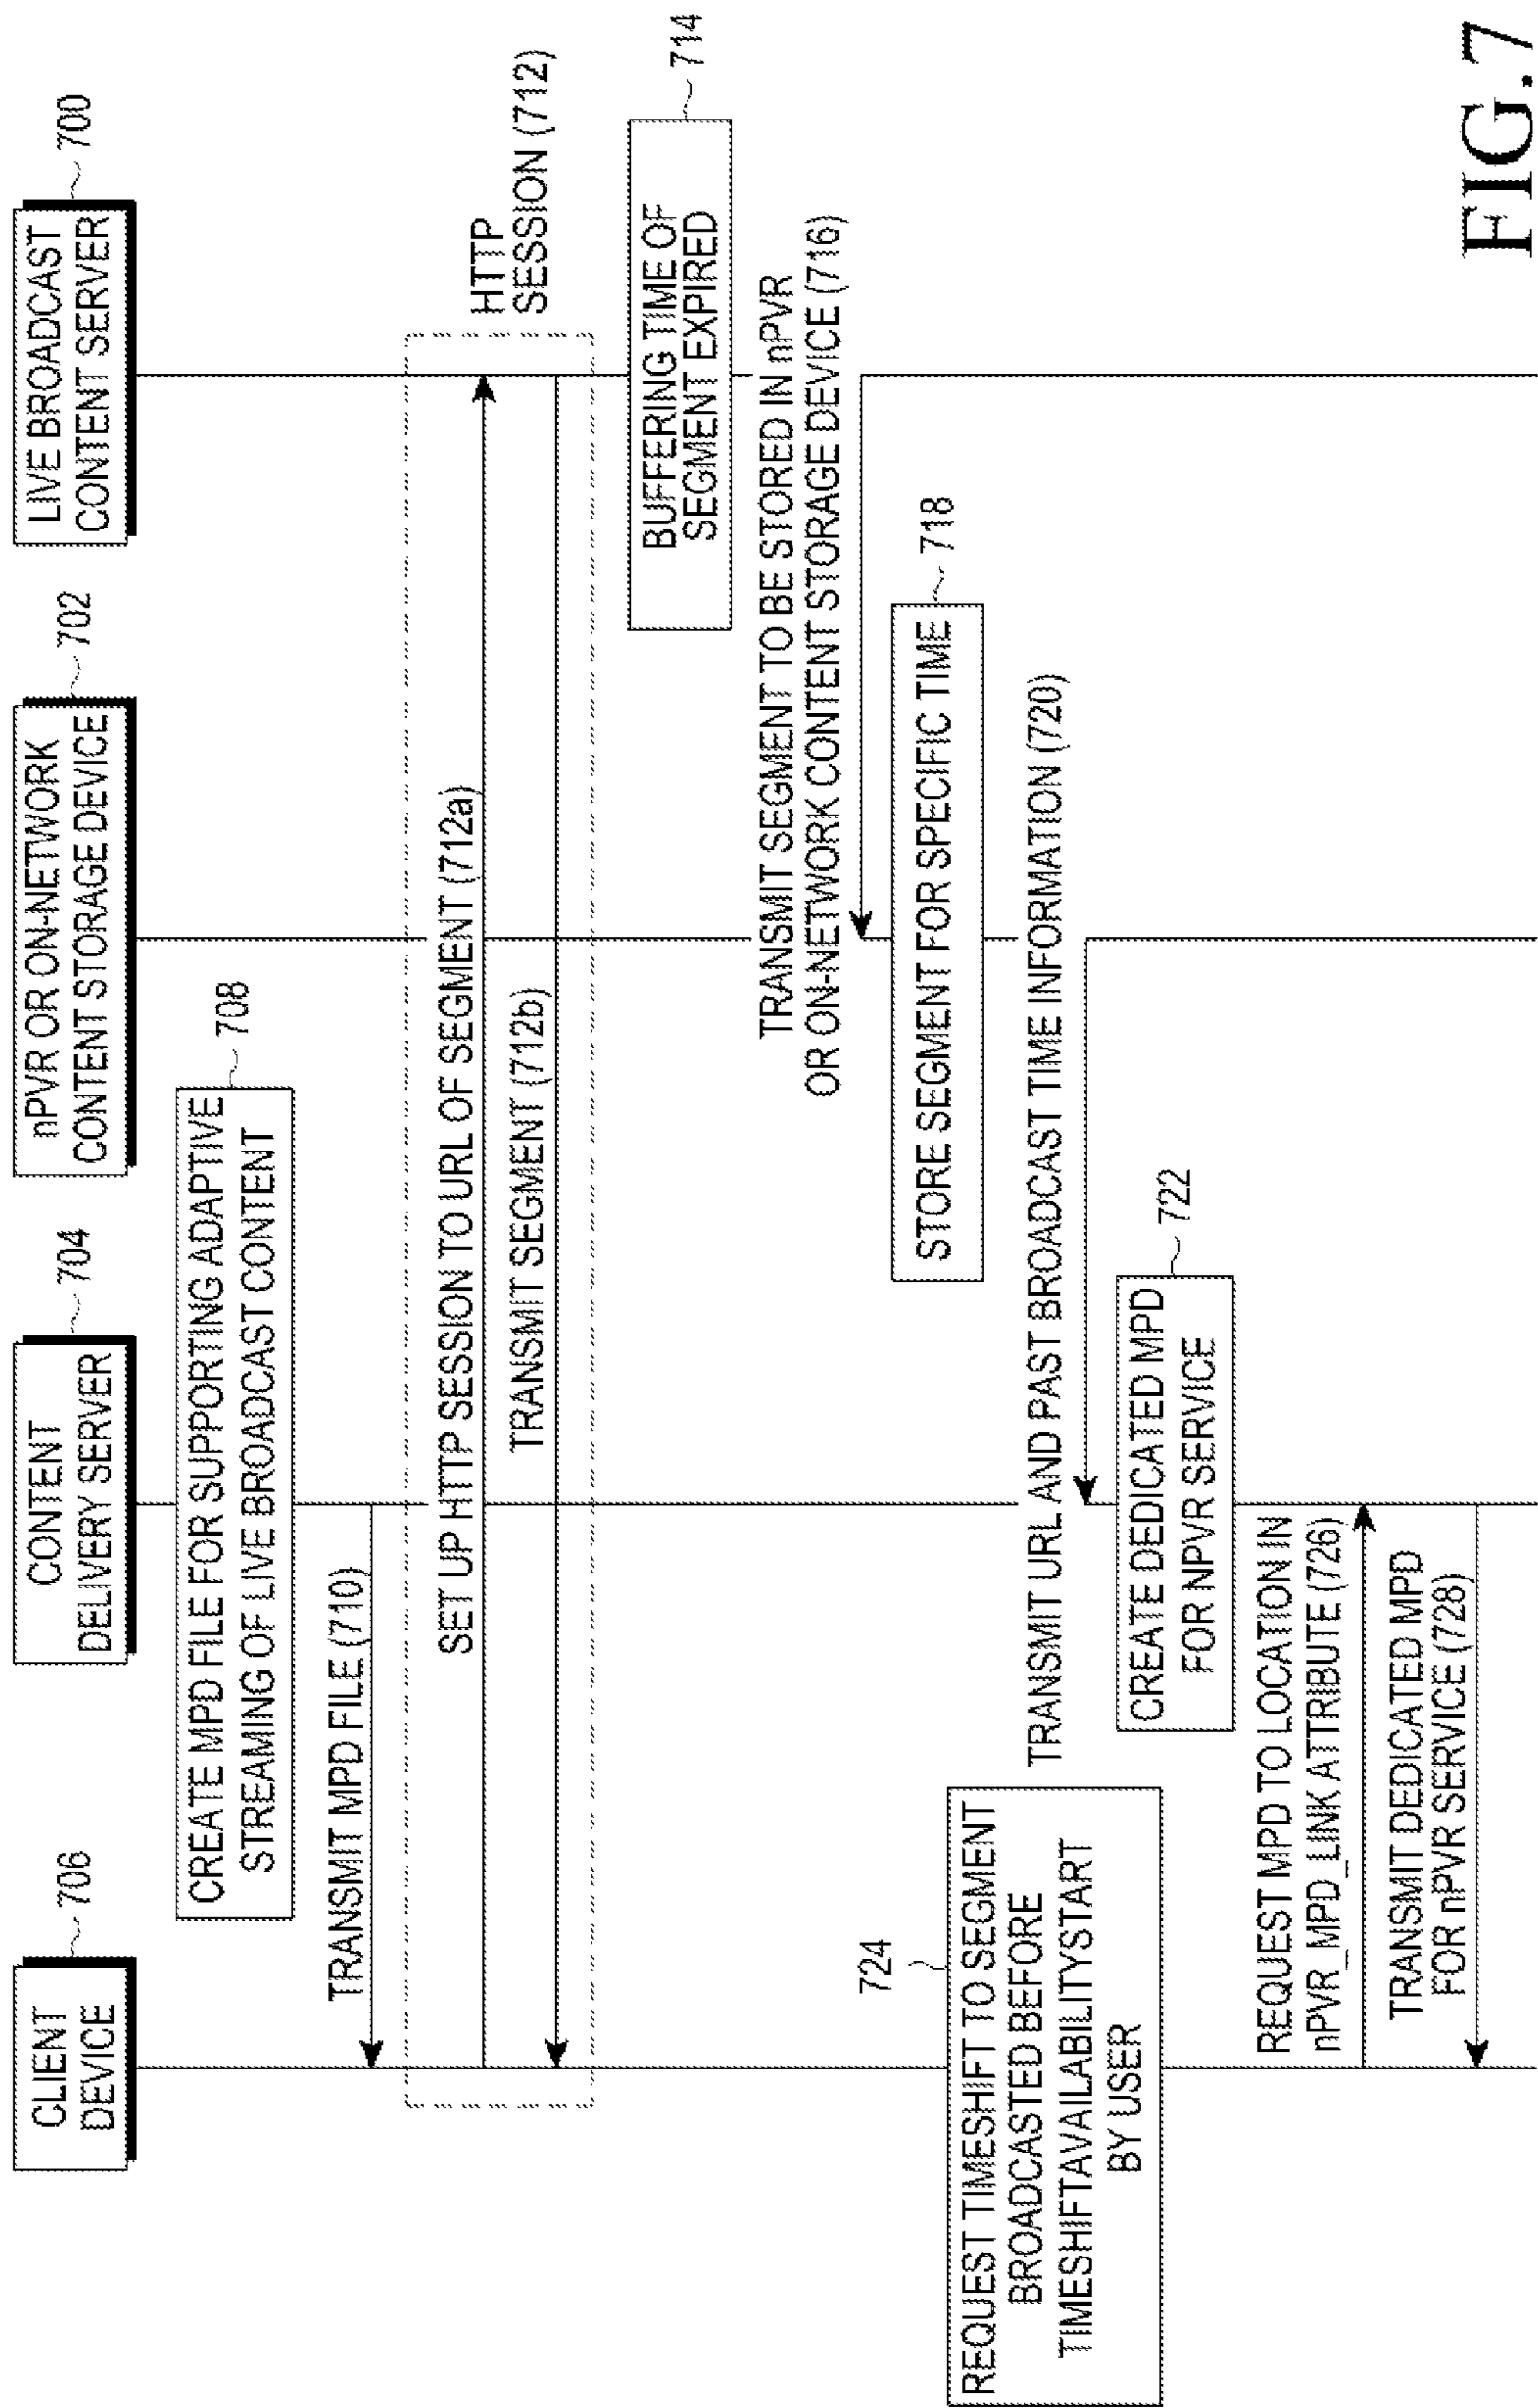 CLIENT
DEVICE
706
CONTENT
DELIVERY SERVER
704
nPVR OR ON-NETWORK
CONTENT STORAGE DEVICE
702
LIVE BROADCAST
CONTENT SERVER
700
CREATE MPD FILE FOR SUPPORTING ADAPTIVE
STREAMING OF LIVE BROADCAST CONTENT
708
TRANSMIT MPD FILE (710)
SET UP HTTP SESSION TO URL OF SEGMENT (712a)
HTTP
SESSION (712)
TRANSMIT SEGMENT (712b)
BUFFERING TIME OF
SEGMENT EXPIRED
714
TRANSMIT SEGMENT TO BE STORED IN nPVR
OR ON-NETWORK CONTENT STORAGE DEVICE (716)
STORE SEGMENT FOR SPECIFIC TIME
718
724
REQUEST TIMESHIFT TO SEGMENT
BROADCASTED BEFORE
TIMESHIFTAVAILABILITYSTART
BY USER
TRANSMIT URL AND PAST BROADCAST TIME INFORMATION (720)
CREATE DEDICATED MPD
FOR NPVR SERVICE
722
REQUEST MPD TO LOCATION IN
nPVR_MPD_LINK ATTRIBUTE (726)
TRANSMIT DEDICATED MPD
FOR nPVR SERVICE (728)
FIG.7